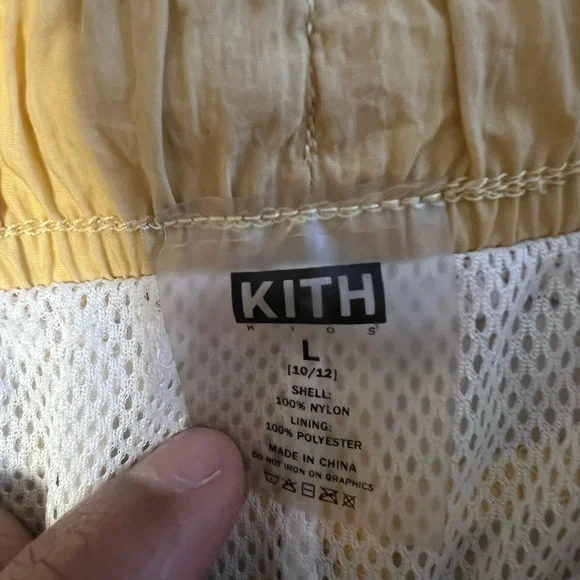 KITH
KIDS
L
[10/12]
SHELL:
100% NYLON
LINING:
100% POLYESTER
MADE IN CHINA
DO NOT IRON ON GRAPHICS